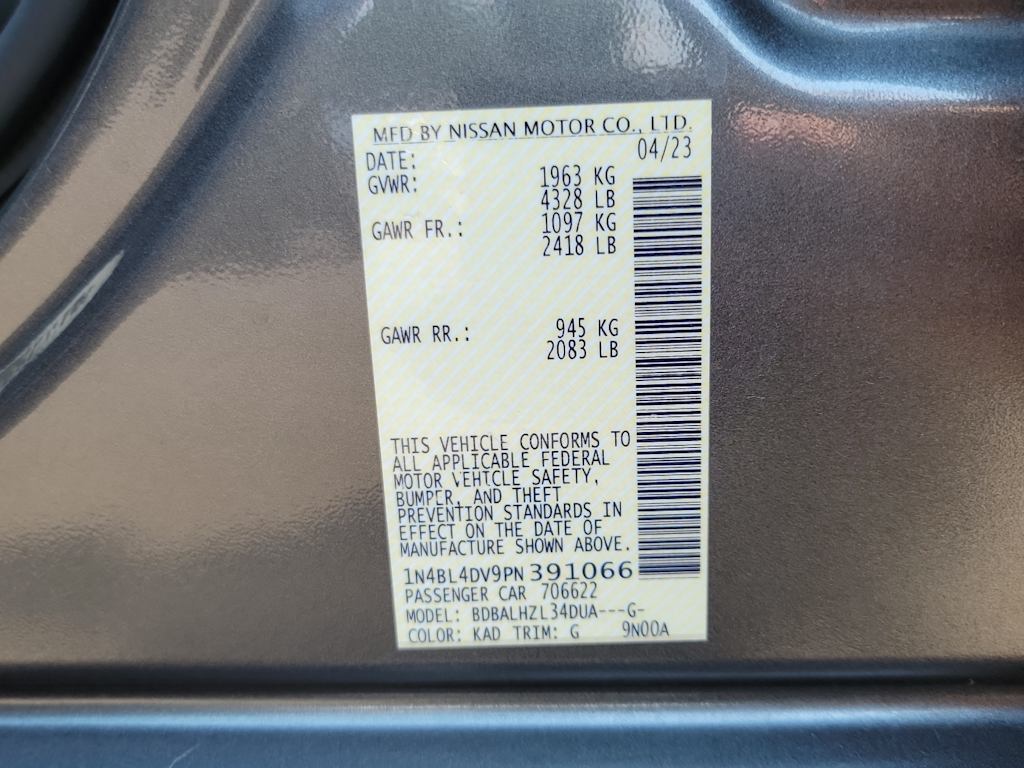 MFD BY NISSAN MOTOR CO., LTD.
DATE: 04/23
GVWR: 1963 KG
4328 LB
GAWR FR.: 1097 KG
2418 LB
GAWR RR.: 945 KG
2083 LB
THIS VEHICLE CONFORMS TO
ALL APPLICABLE FEDERAL
MOTOR VEHICLE SAFETY,
BUMPER, AND THEFT
PREVENTION STANDARDS IN
EFFECT ON THE DATE OF
MANUFACTURE SHOWN ABOVE.
1N4BL4DV9PN 391066
PASSENGER CAR 706622
MODEL: BDBALHZL34DUA---G-
COLOR: KAD TRIM: G 9N00A